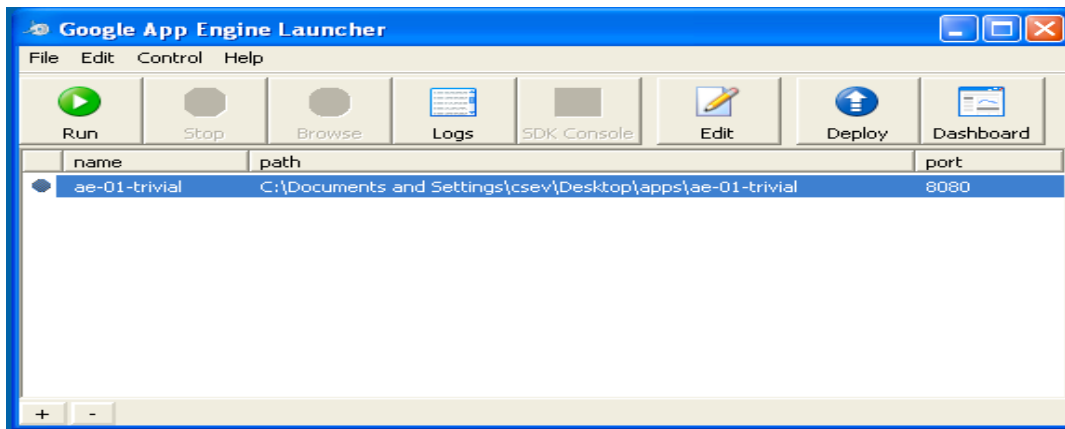 Google App Engine Launcher
File Edit Control Help
Run Stop Browse Logs SDK Console Edit Deploy Dashboard
name path port
ae-01-trivial C:\Documents and Settings\csev\Desktop\apps\ae-01-trivial 8080
+ -